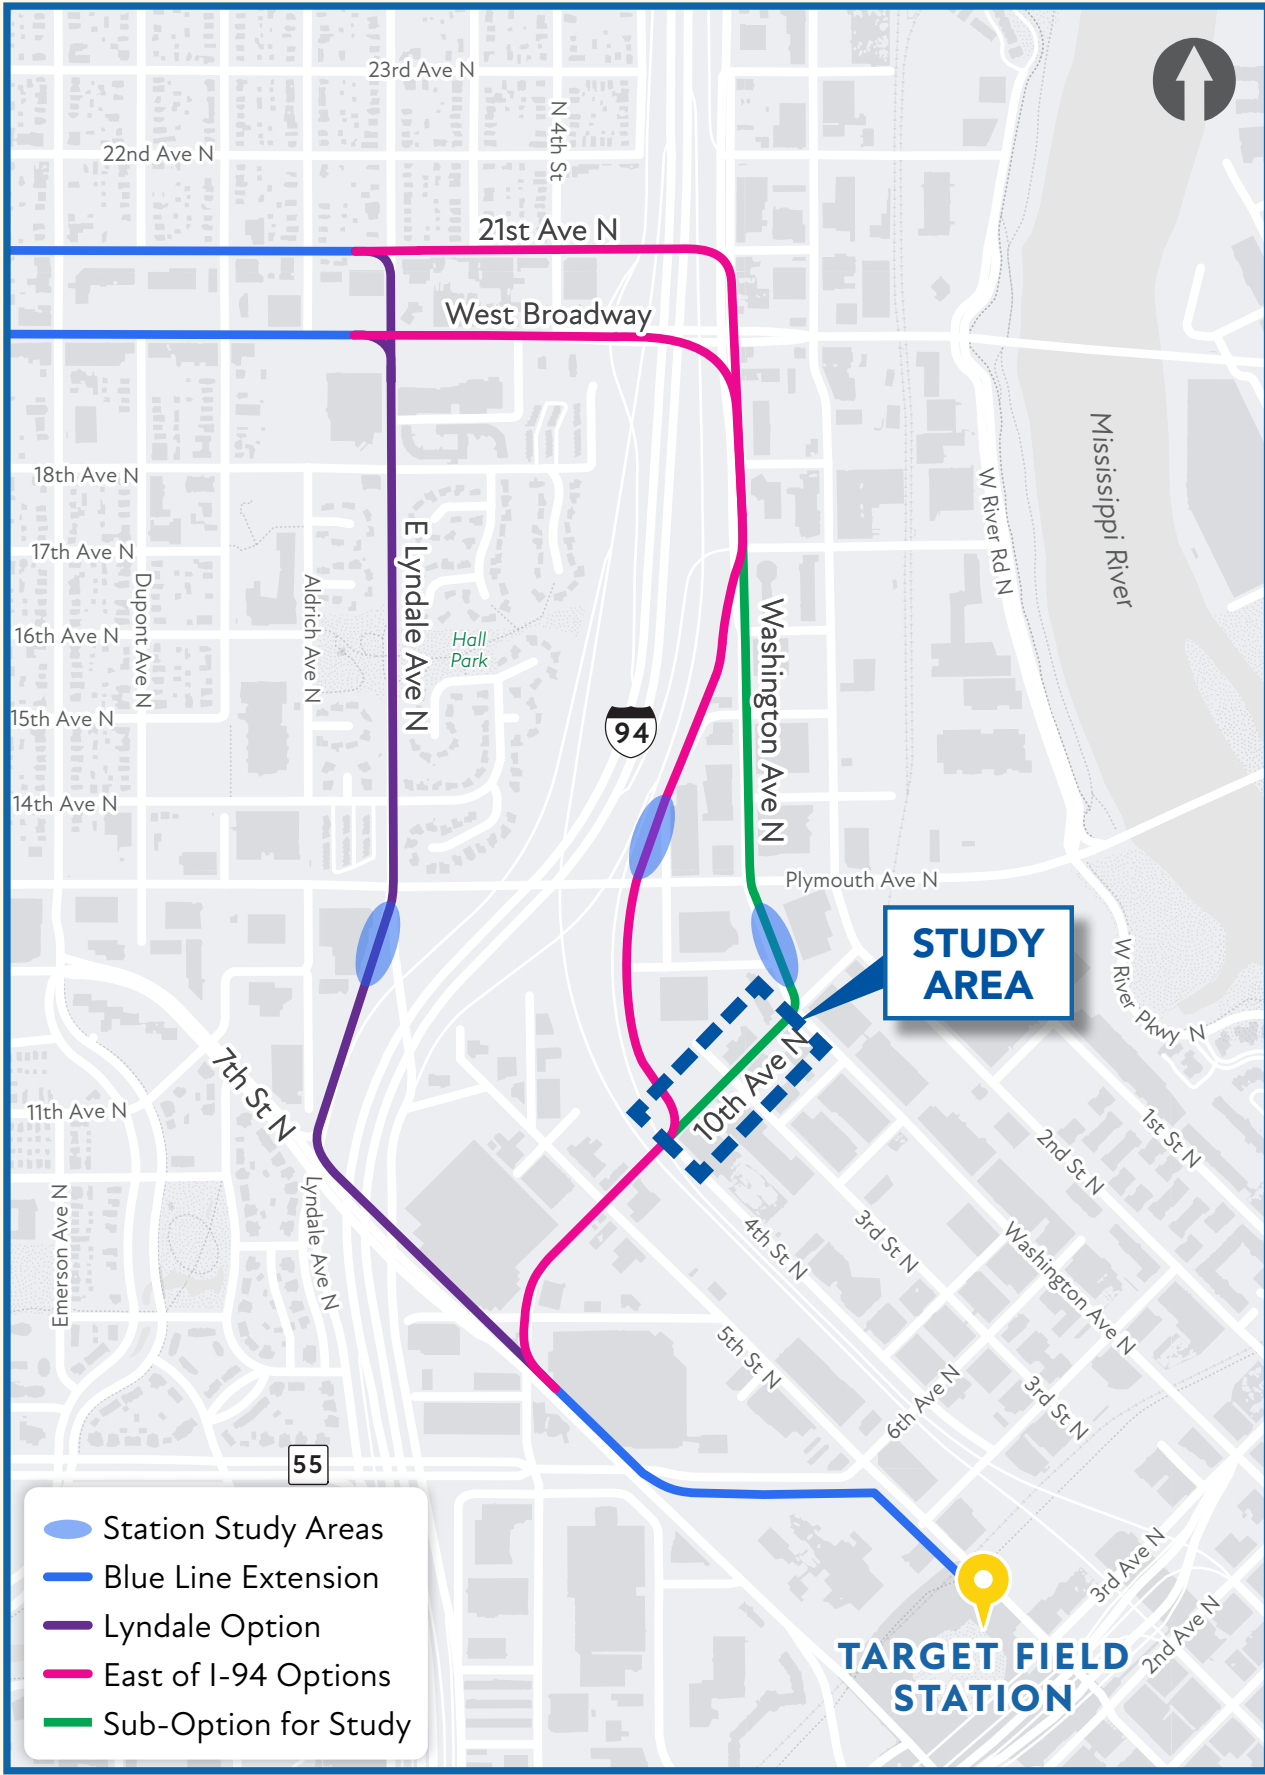 23rd Ave N
N 4th St
22nd Ave N
21st Ave N
West Broadway
Mississippi River
18th Ave N
W River Rd N
17th Ave N
E Lyndale Ave N
Dupont Ave N
Aldrich Ave N
Washington Ave N
16th Ave N
Hall
Park
15th Ave N
94
14th Ave N
Plymouth Ave N
STUDY
AREA
W River Pkwy N
7th St N
10th Ave N
11th Ave N
1st St N
2nd St N
Emerson Ave N
Lyndale Ave N
4th St N
3rd St N
Washington Ave N
5th St N
6th Ave N
3rd St N
55
3rd Ave N
2nd Ave N
TARGET FIELD
STATION
Station Study Areas
Blue Line Extension
Lyndale Option
East of I-94 Options
Sub-Option for Study